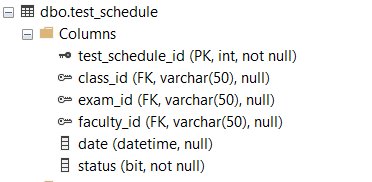 dbo.test_schedule
Columns
test_schedule_id (PK, int, not null)
class_id (FK, varchar(50), null)
exam_id (FK, varchar(50), null)
faculty_id (FK, varchar(50), null)
date (datetime, null)
status (bit, not null)